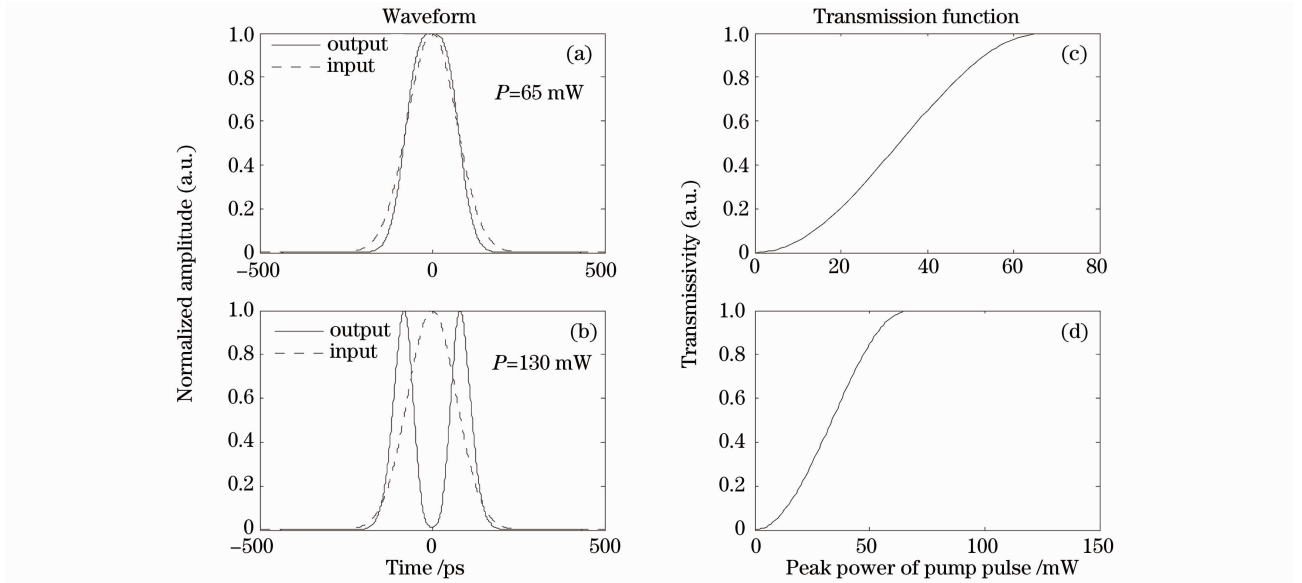 Waveform
output
input
(a)
P=65 mW
1.0
0.8
0.6
0.4
0.2
0
-500
0
500
output
input
(b)
P=130 mW
1.0
0.8
0.6
0.4
0.2
0
-500
0
500
Time /ps
Normalized amplitude (a.u.)
Transmission function
(c)
1.0
0.8
0.6
0.4
0.2
0
0
20
40
60
80
(d)
1.0
0.8
0.6
0.4
0.2
0
0
50
100
150
Peak power of pump pulse /mW
Transmissivity (a.u.)